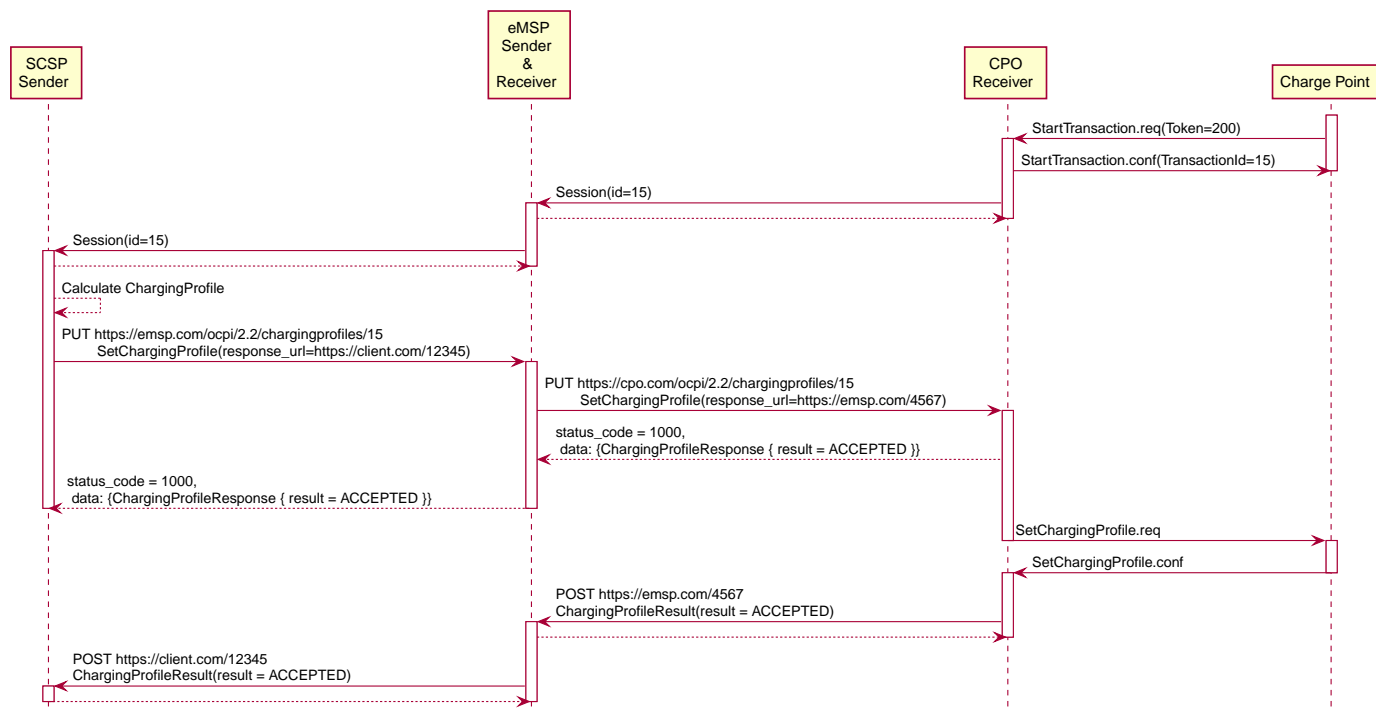 eMSP
Sender
&
Receiver
SCSP
Sender
CPO
Receiver
Charge Point
StartTransaction.req(Token=200)
StartTransaction.conf(TransactionId=15)
Session(id=15)
Session(id=15)
Calculate ChargingProfile
PUT https://emsp.com/ocpi/2.2/chargingprofiles/15
SetChargingProfile(response_url=https://client.com/12345)
PUT https://cpo.com/ocpi/2.2/chargingprofiles/15
SetChargingProfile(response_url=https://emsp.com/4567)
status_code = 1000,
data: {ChargingProfileResponse { result = ACCEPTED }}
status_code = 1000,
data: {ChargingProfileResponse { result = ACCEPTED }}
SetChargingProfile.req
SetChargingProfile.conf
POST https://emsp.com/4567
ChargingProfileResult(result = ACCEPTED)
POST https://client.com/12345
ChargingProfileResult(result = ACCEPTED)